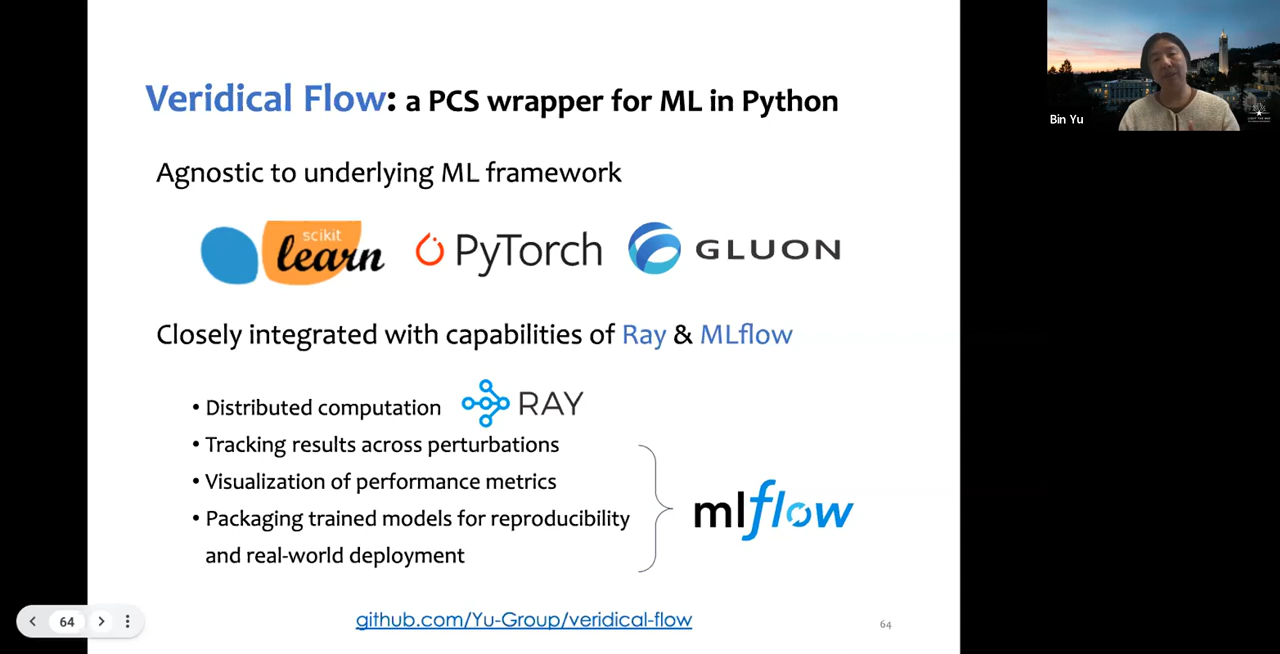 Veridical Flow: a PCS wrapper for ML in Python
Bin Yu
Agnostic to underlying ML framework
scikit
learn
PyTorch
GLUON
Closely integrated with capabilities of Ray & MLflow
• Distributed computation
RAY
• Tracking results across perturbations
• Visualization of performance metrics
• Packaging trained models for reproducibility
and real-world deployment
mlflow
github.com/Yu-Group/veridical-flow
64
64